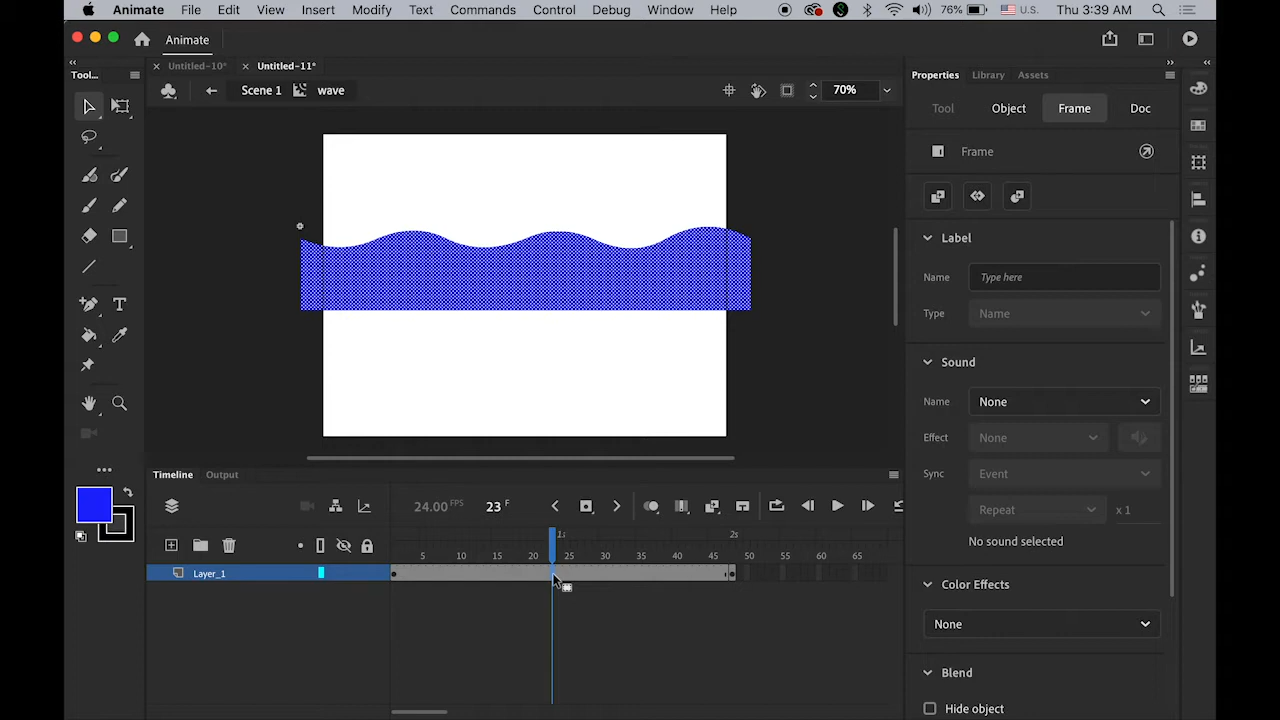 Animate File Edit View Insert Modify Text Commands Control Debug Window Help 76% U.S. Thu 3:39 AM
Animate
Tool... Untitled-10* Untitled-11* Properties Library Assets
Scene 1 wave 70%
Tool Object Frame Doc
Frame
Label
Name Type here
Type Name
Sound
Name None
Effect None
Sync Event
Repeat x 1
No sound selected
Color Effects
None
Blend
Hide object
T
Timeline Output
24.00 FPS 23 F
1s 2s
5 10 15 20 25 30 35 40 45 50 55 60 65
Layer_1